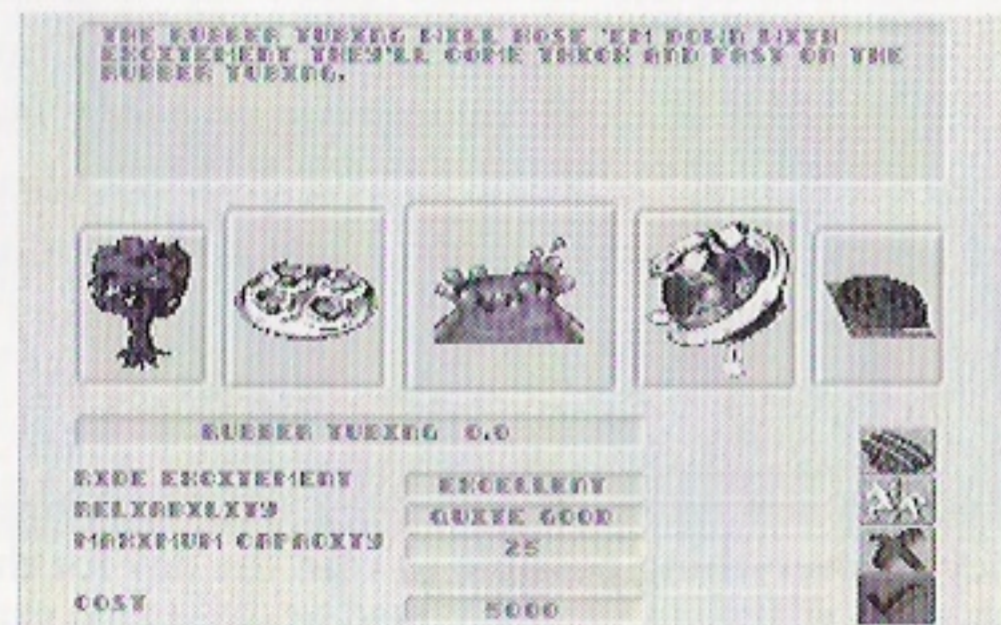 THE RUBBER TUBING WILL HOSE 'EM DOWN WITH
EXCITEMENT THEY'LL COME THICK AND FAST ON THE
RUBBER TUBING.
RUBBER TUBING 0.0
RIDE EXCITEMENT EXCELLENT
RELIABILITY QUITE GOOD
MAXIMUM CAPACITY 25
COST 5000